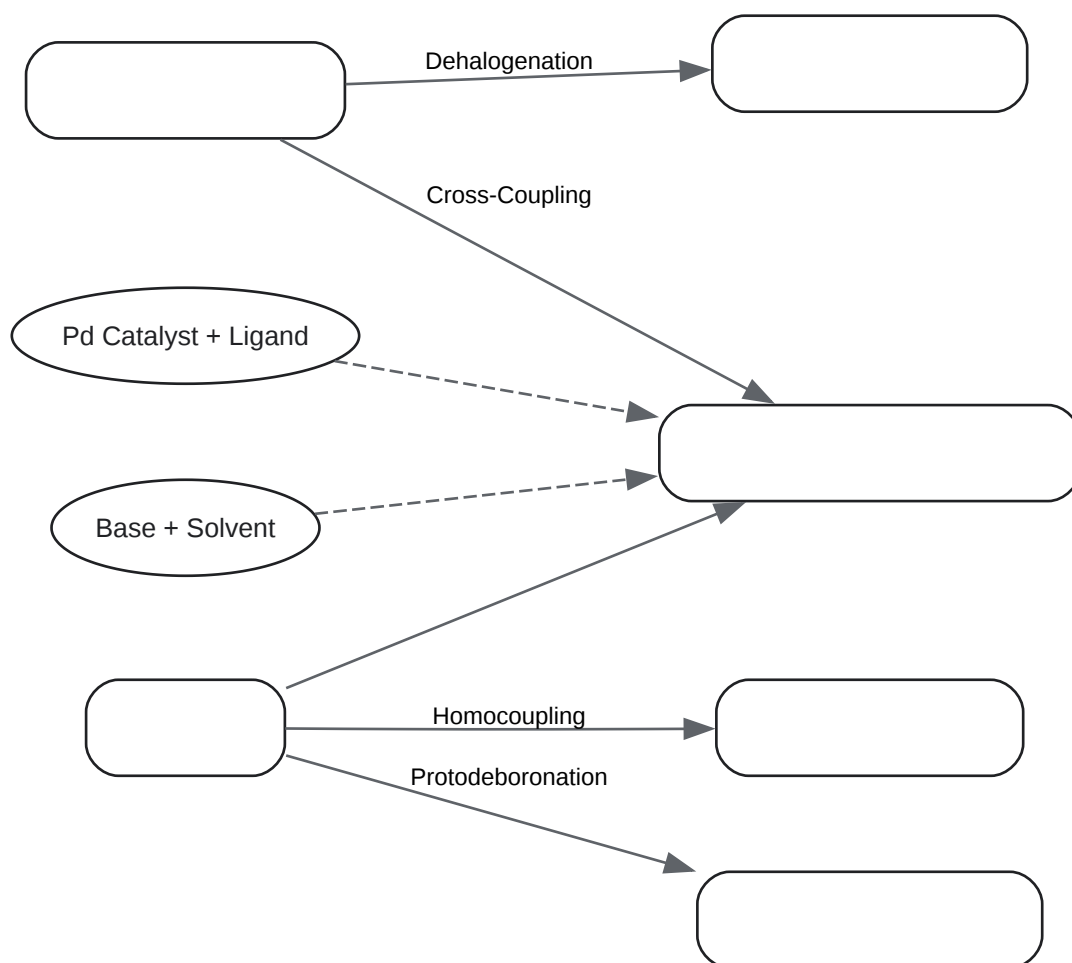 Dehalogenation
Cross-Coupling
Pd Catalyst + Ligand
Base + Solvent
Homocoupling
Protodeboronation